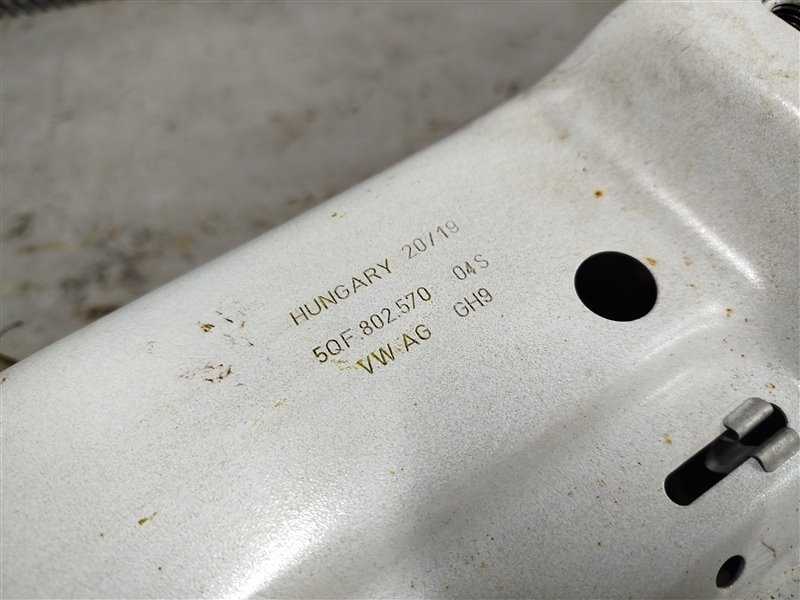 HUNGARY 20/19
5QF.802.570 04S
VW AG GH9